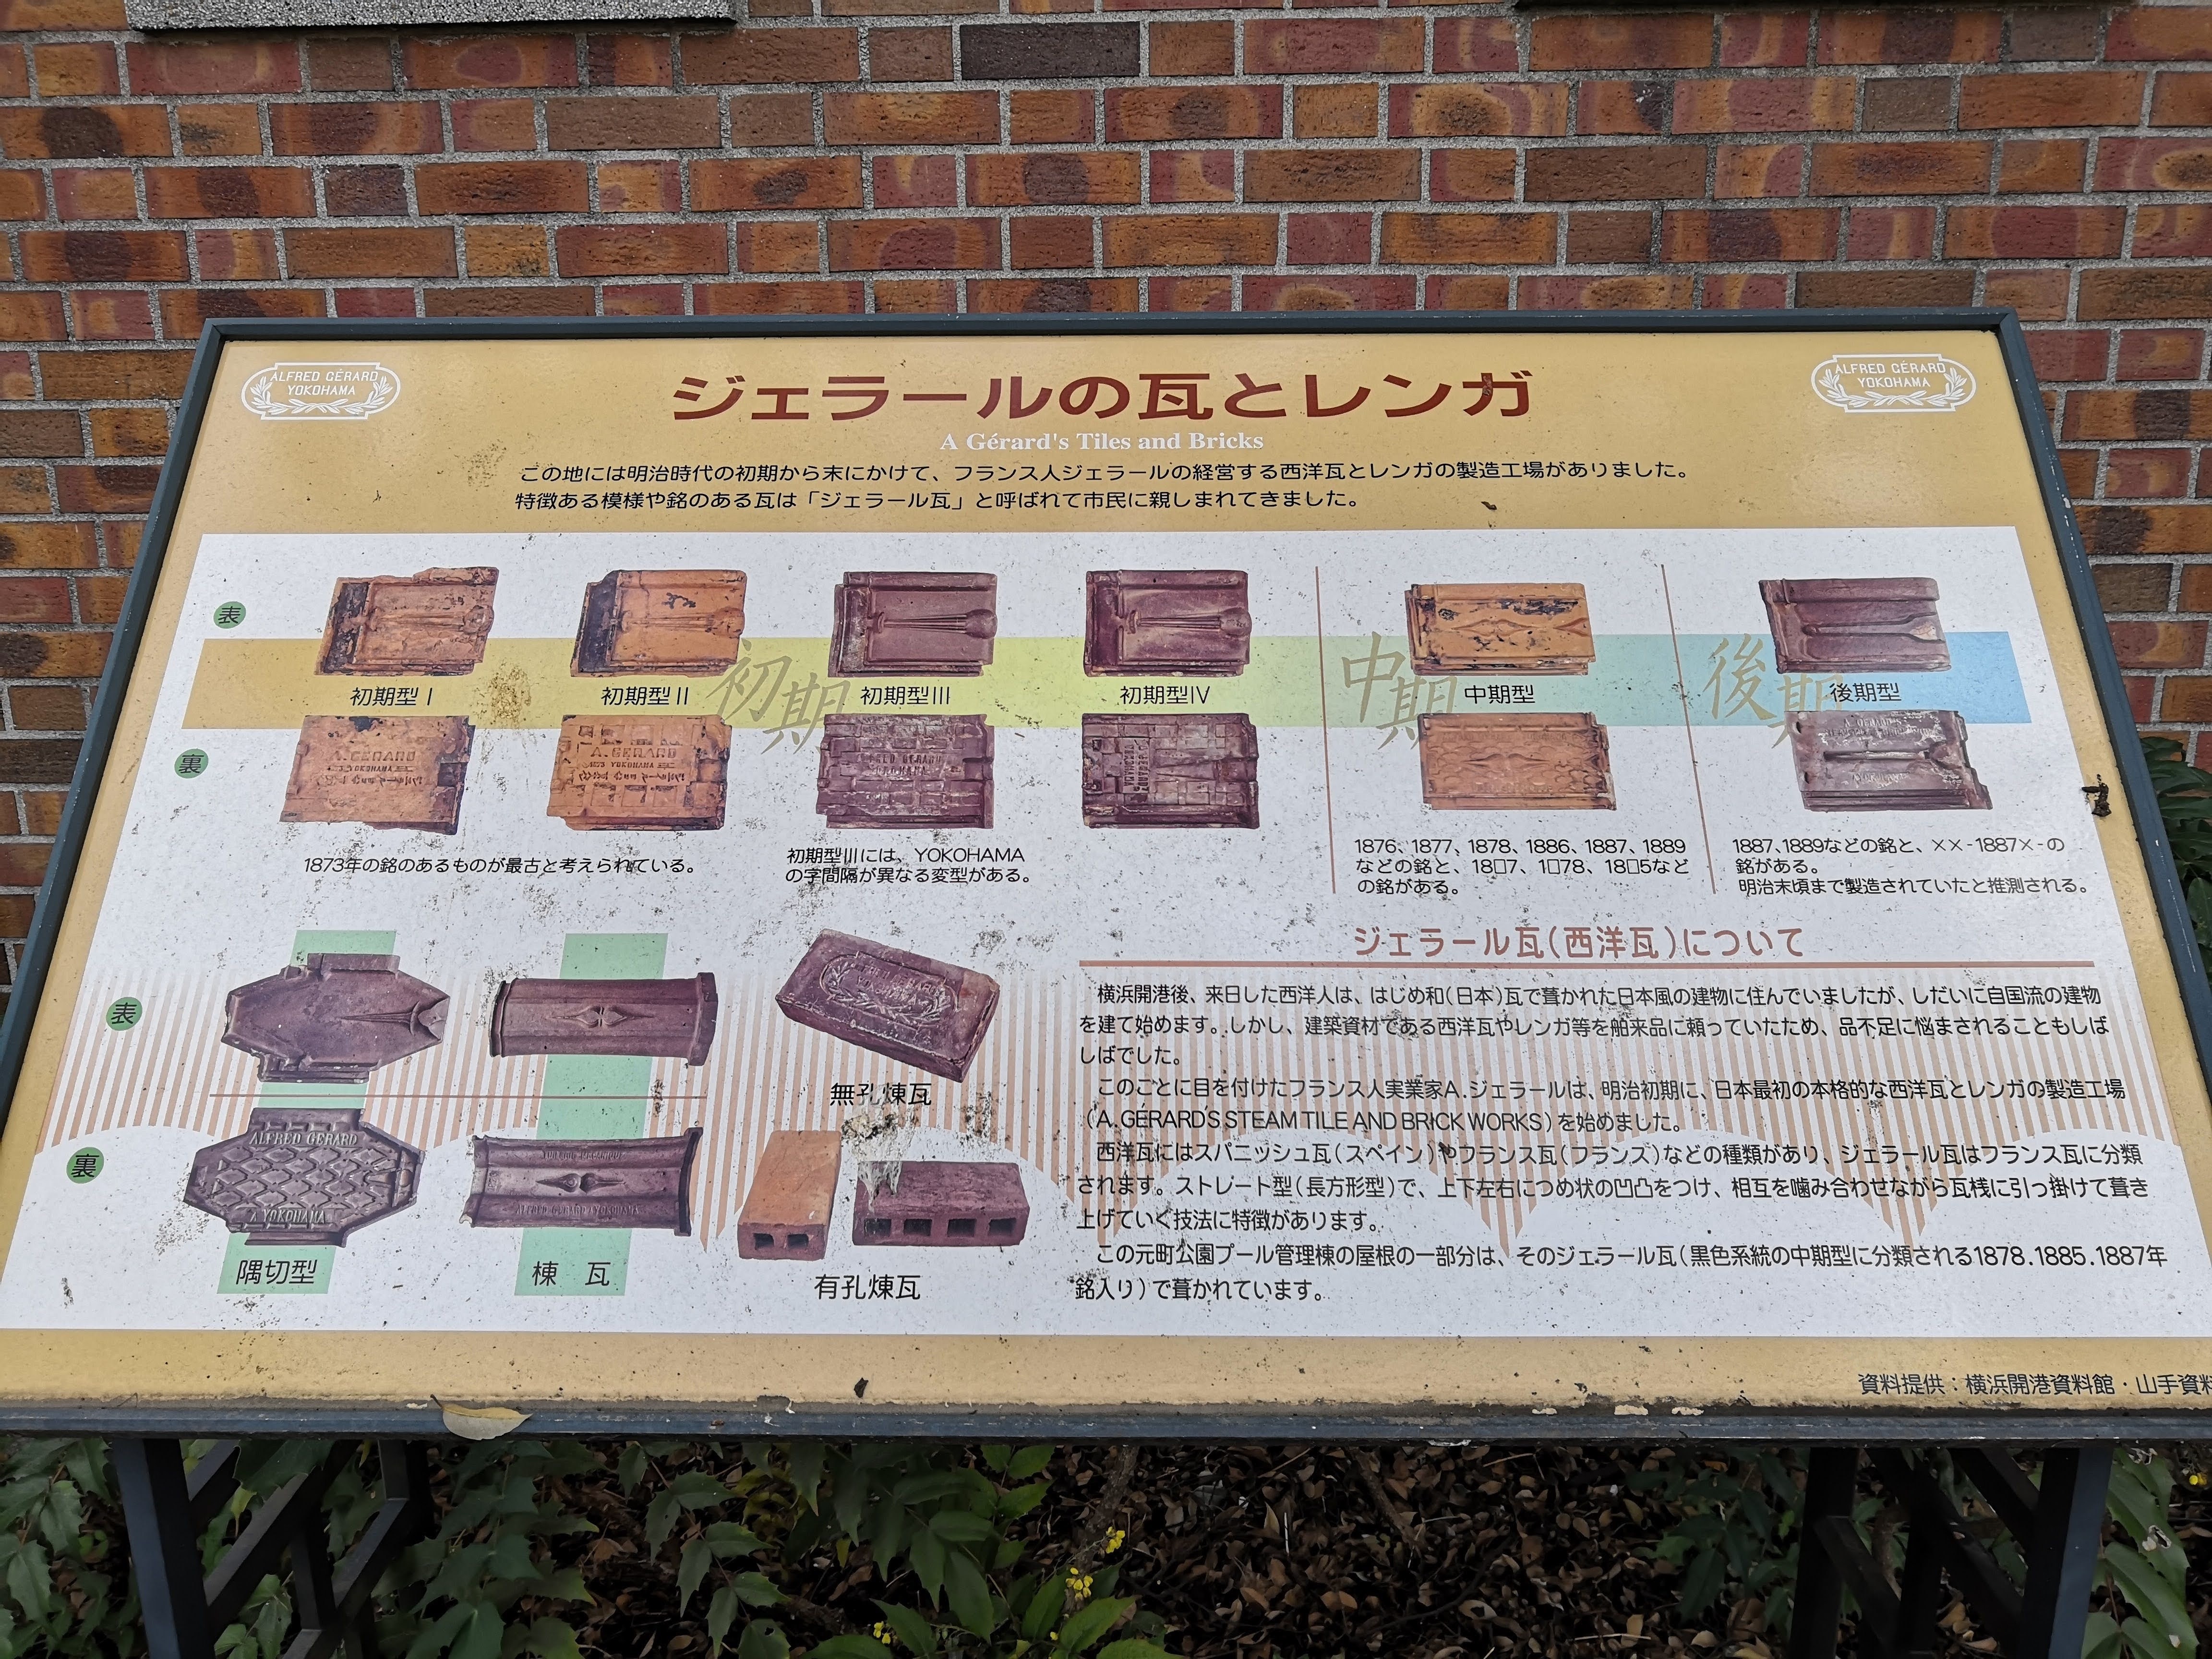 ALFRED GÉRARD
YOKOHAMA
ジェラールの瓦とレンガ
ALFRED GÉRARD
YOKOHAMA
A Gérard's Tiles and Bricks
この地には明治時代の初期から末にかけて、フランス人ジェラールの経営する西洋瓦とレンガの製造工場がありました。
特徴ある模様や銘のある瓦は「ジェラール瓦」と呼ばれて市民に親しまれてきました。
表
初期
中期
後期
初期型Ⅰ
初期型Ⅱ
初期型Ⅲ
初期型Ⅳ
中期型
後期型
裏
A. GERARD
YOKOHAMA
A. GERARD
1873 YOKOHAMA
1873年の銘のあるものが最古と考えられている。
初期型Ⅲには、YOKOHAMA
の字間隔が異なる変型がある。
1876、1877、1878、1886、1887、1889
などの銘と、18□7、1□78、18□5など
の銘がある。
1887、1889などの銘と、××-1887×-の
銘がある。
明治末頃まで製造されていたと推測される。
表
裏
ALFRED GERARD
A YOKOHAMA
隅切型
ALFRED GERARD YOKOHAMA
棟 瓦
無孔煉瓦
有孔煉瓦
ジェラール瓦(西洋瓦)について
横浜開港後、来日した西洋人は、はじめ和(日本)瓦で葺かれた日本風の建物に住んでいましたが、しだいに自国流の建物
を建て始めます。しかし、建築資材である西洋瓦やレンガ等を舶来品に頼っていたため、品不足に悩まされることもしば
しばでした。
このことに目を付けたフランス人実業家A.ジェラールは、明治初期に、日本最初の本格的な西洋瓦とレンガの製造工場
(A. GÉRARD'S STEAM TILE AND BRICK WORKS)を始めました。
西洋瓦にはスパニッシュ瓦(スペイン)やフランス瓦(フランス)などの種類があり、ジェラール瓦はフランス瓦に分類
されます。ストレート型(長方形型)で、上下左右につめ状の凹凸をつけ、相互を噛み合わせながら瓦桟に引っ掛けて葺き
上げていく技法に特徴があります。
この元町公園プール管理棟の屋根の一部分は、そのジェラール瓦(黒色系統の中期型に分類される1878.1885.1887年
銘入り)で葺かれています。
資料提供：横浜開港資料館・山手資料